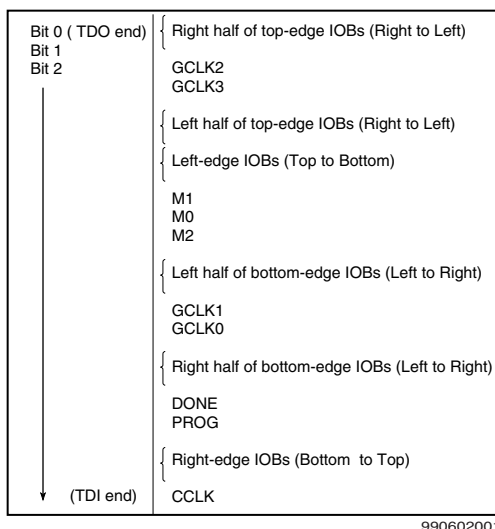 Bit 0 ( TDO end)
Bit 1
Bit 2
Right half of top-edge IOBs (Right to Left)
GCLK2
GCLK3
Left half of top-edge IOBs (Right to Left)
Left-edge IOBs (Top to Bottom)
M1
M0
M2
Left half of bottom-edge IOBs (Left to Right)
GCLK1
GCLK0
Right half of bottom-edge IOBs (Left to Right)
DONE
PROG
Right-edge IOBs (Bottom to Top)
(TDI end)
CCLK
990602001